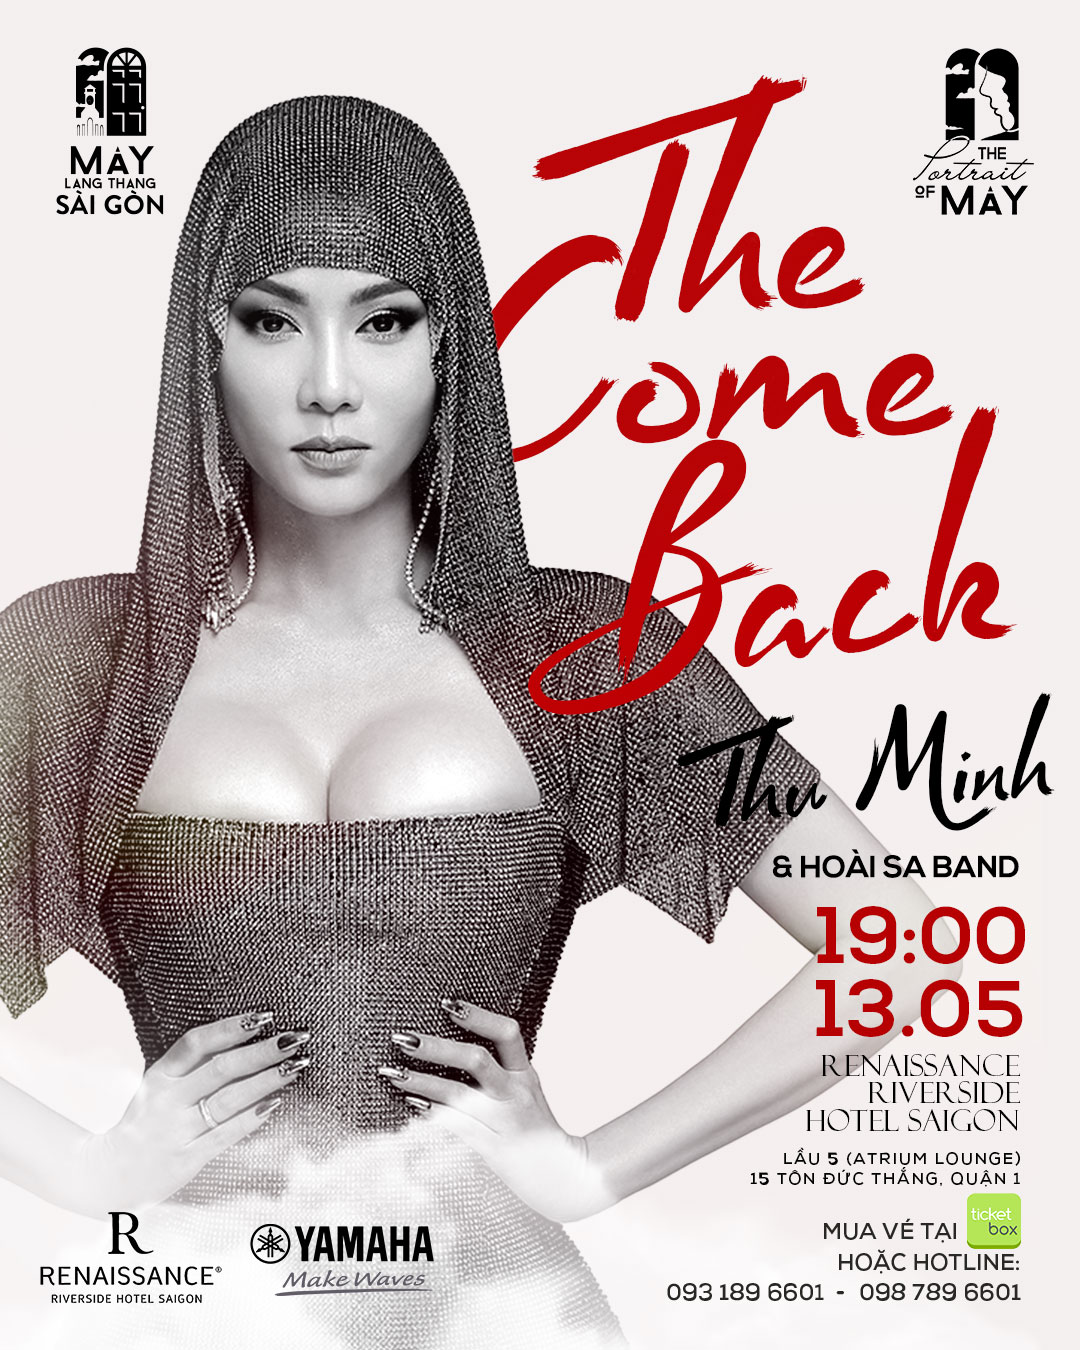 MÂY
LANG THANG
SÀI GÒN
THE
Portrait
OF MÂY
The
Come
Back
Thu Minh
& HOÀI SA BAND
19:00
13.05
RENAISSANCE
RIVERSIDE
HOTEL SAIGON
LẦU 5 (ATRIUM LOUNGE)
15 TÔN ĐỨC THẮNG, QUẬN 1
MUA VÉ TẠI ticket box
HOẶC HOTLINE:
093 189 6601 - 098 789 6601
R
RENAISSANCE®
RIVERSIDE HOTEL SAIGON
YAMAHA
Make Waves